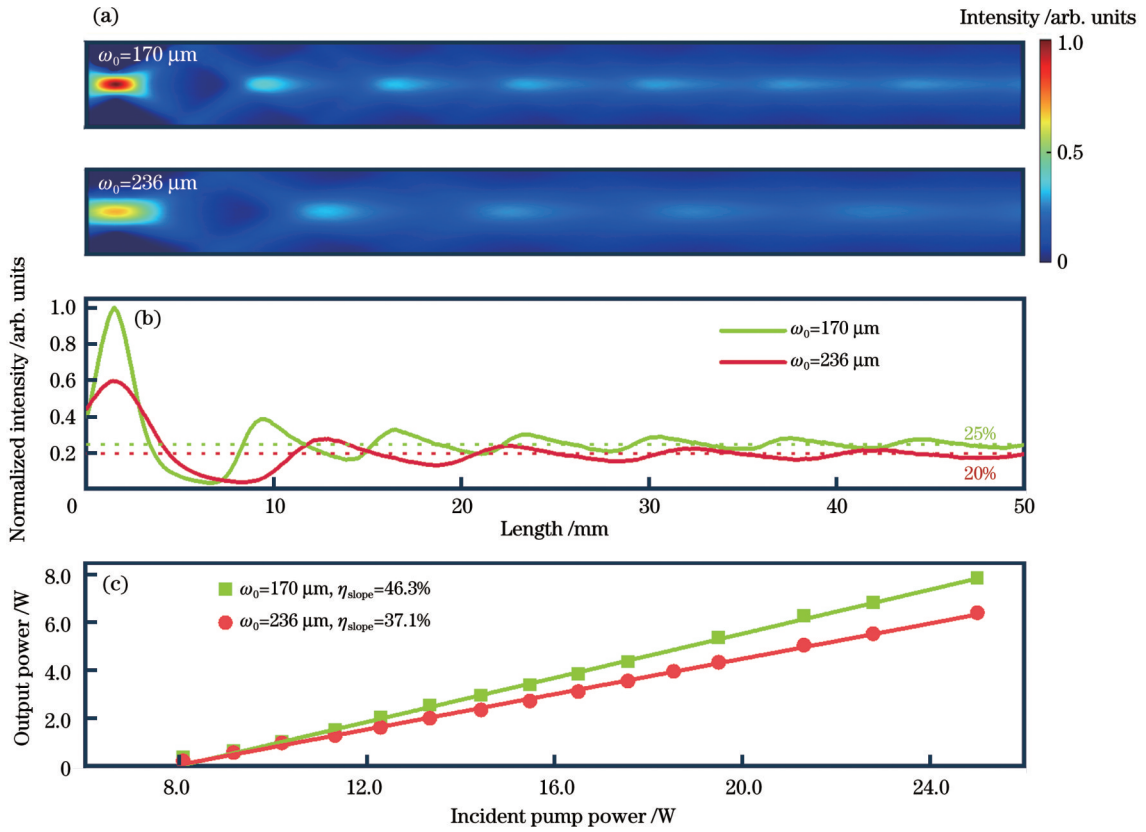 (a)
Intensity /arb. units
ω₀=170 μm
1.0
0.5
0
ω₀=236 μm
Normalized intensity /arb. units
(b)
1.0
0.8
0.6
0.4
0.2
ω₀=170 μm
ω₀=236 μm
25%
20%
0
10
20
30
40
50
Length /mm
Output power /W
(c)
8.0
6.0
4.0
2.0
0
ω₀=170 μm, ηslope=46.3%
ω₀=236 μm, ηslope=37.1%
8.0
12.0
16.0
20.0
24.0
Incident pump power /W